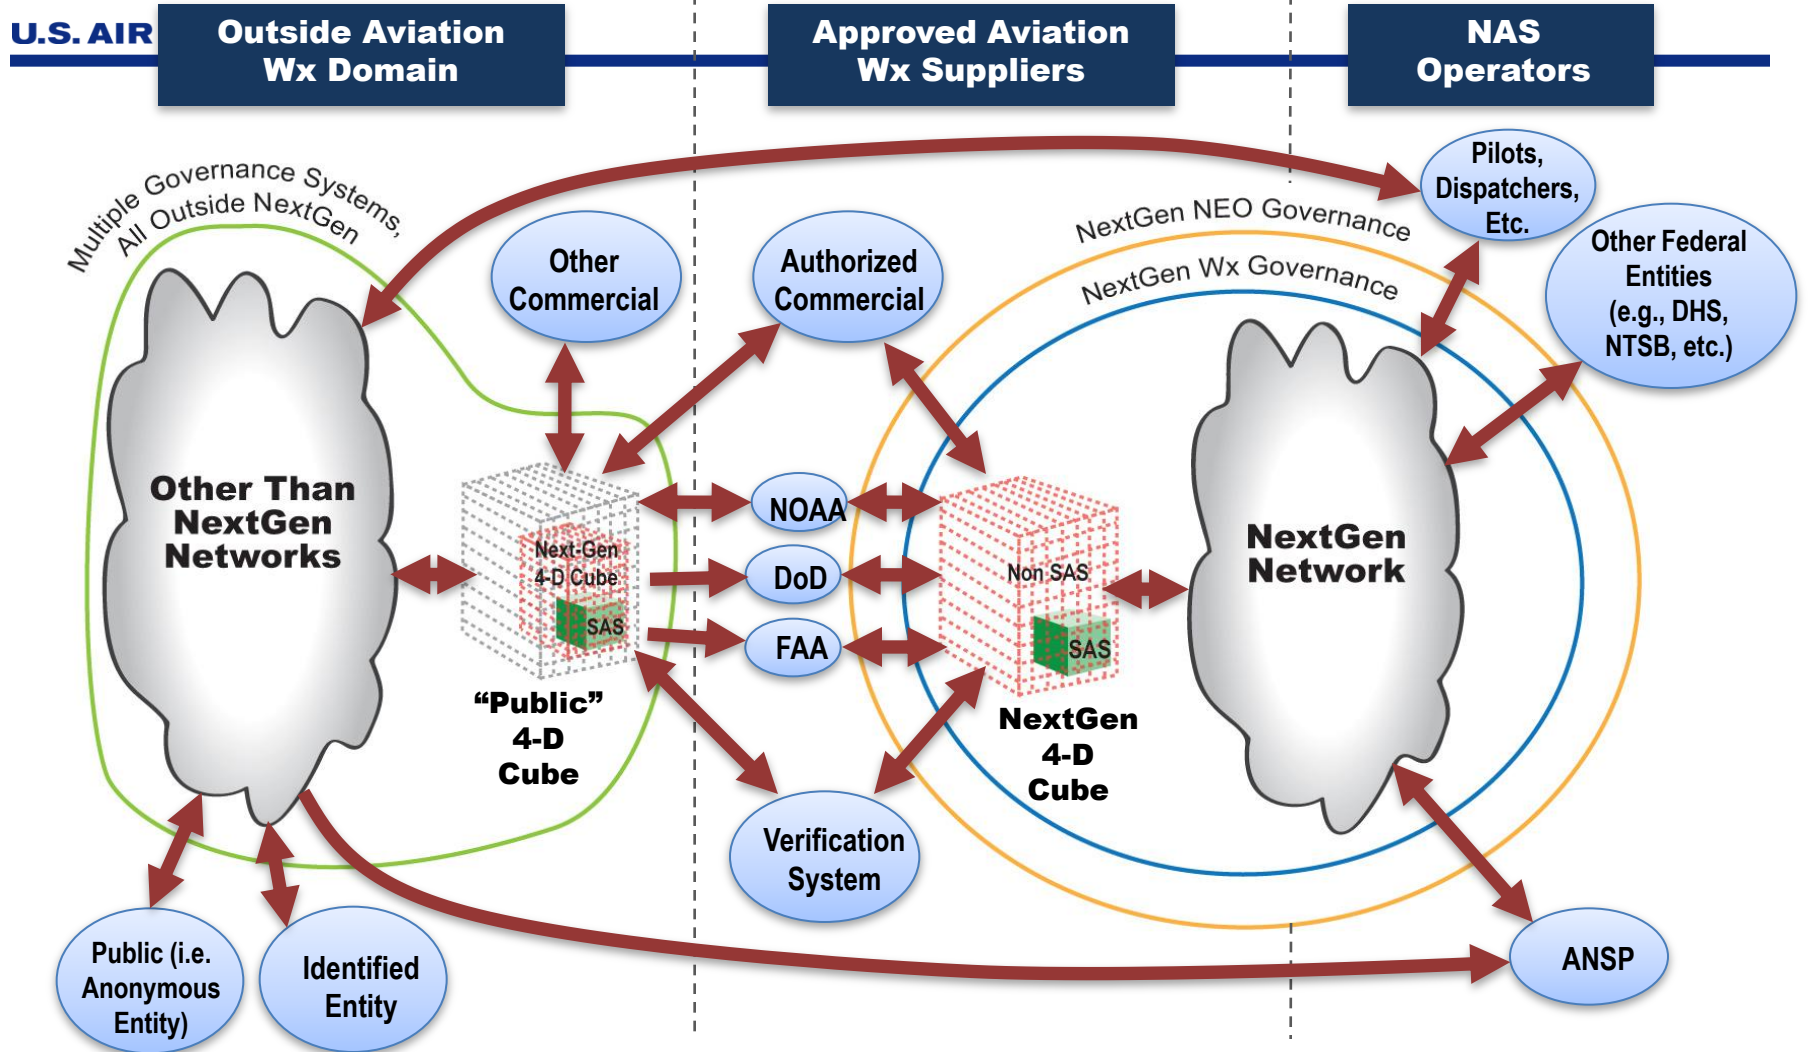 U.S. AIR
Outside Aviation
Wx Domain
Approved Aviation
Wx Suppliers
NAS
Operators
Multiple Governance Systems,
All Outside NextGen
Other
Commercial
Authorized
Commercial
NextGen NEO Governance
NextGen Wx Governance
Pilots,
Dispatchers,
Etc.
Other Federal
Entities
(e.g., DHS,
NTSB, etc.)
Other Than
NextGen
Networks
Next-Gen
4-D Cube
SAS
“Public”
4-D
Cube
NOAA
DoD
FAA
Non SAS
SAS
NextGen
4-D
Cube
NextGen
Network
Verification
System
Public (i.e.
Anonymous
Entity)
Identified
Entity
ANSP